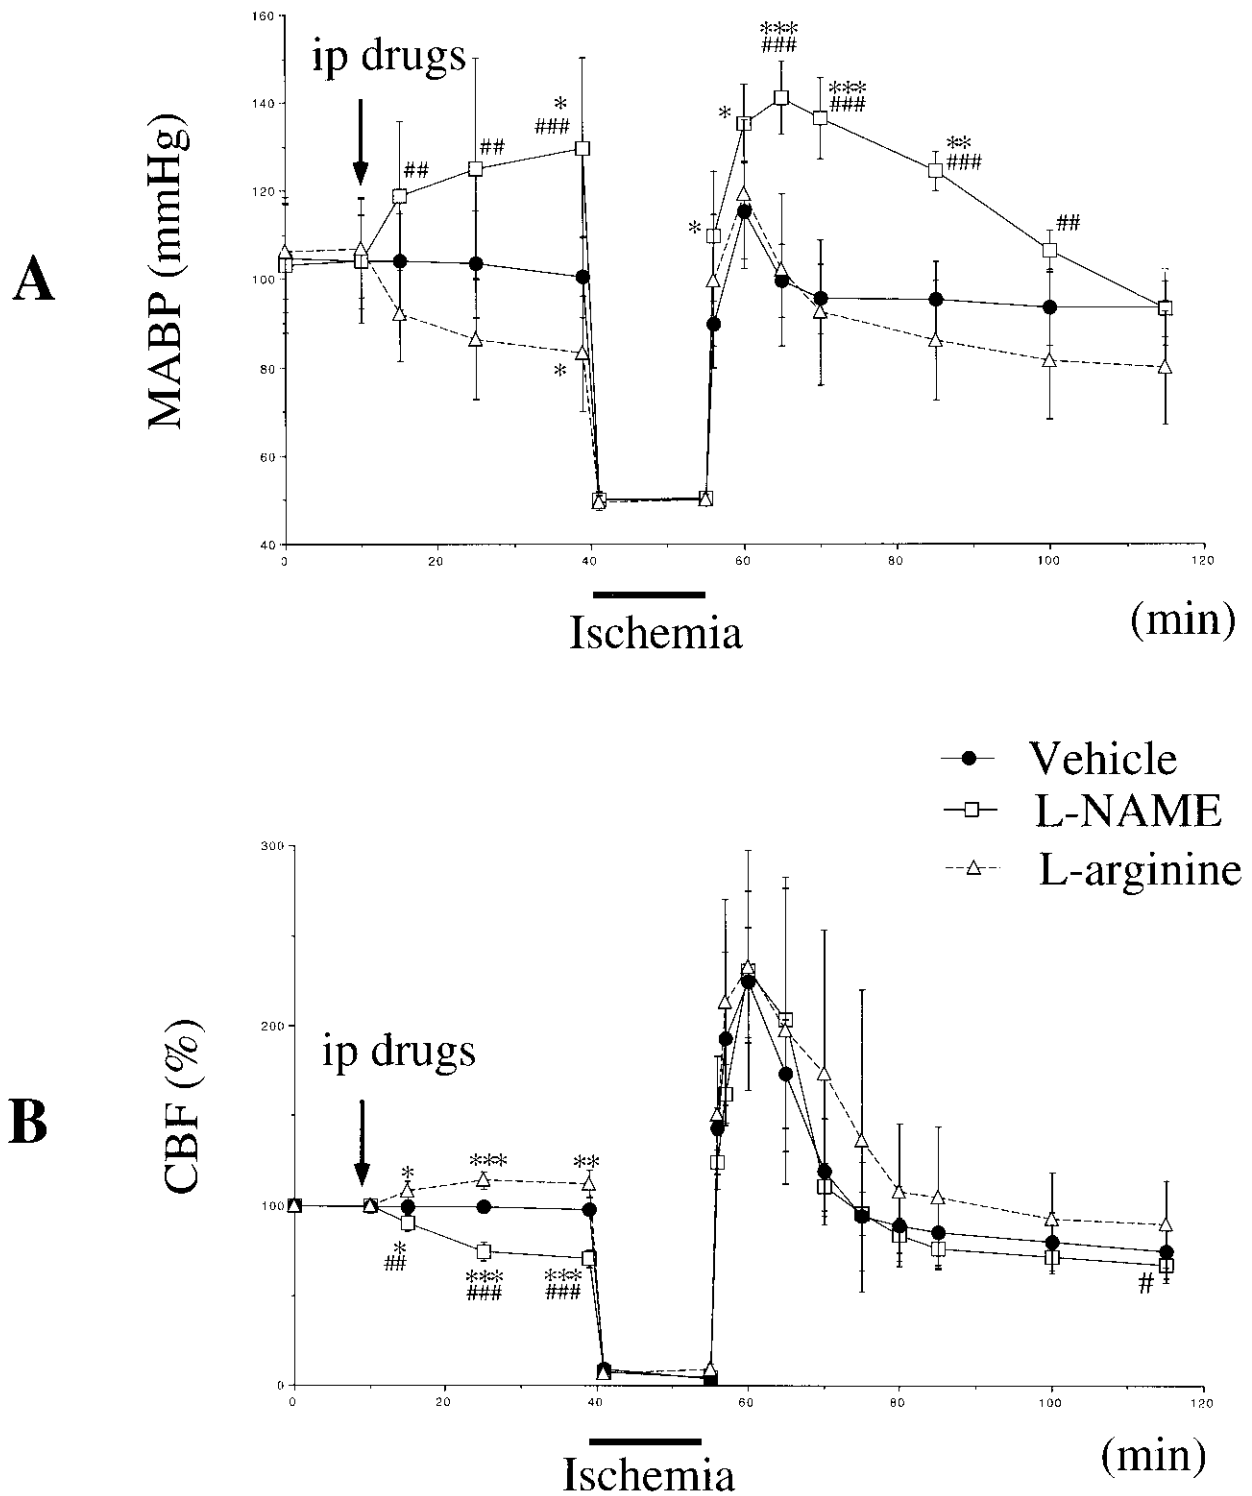 160
***
###
ip drugs
***
###
140
*
*
###
##
##
**
###
120
*
##
A
MABP (mmHg)
100
80
*
60
40
0 20 40 60 80 100 120
Ischemia
(min)
Vehicle
L-NAME
L-arginine
300
200
ip drugs
B
CBF (%)
*
***
**
100
*
##
***
###
***
###
#
0
0 20 40 60 80 100 120
Ischemia
(min)